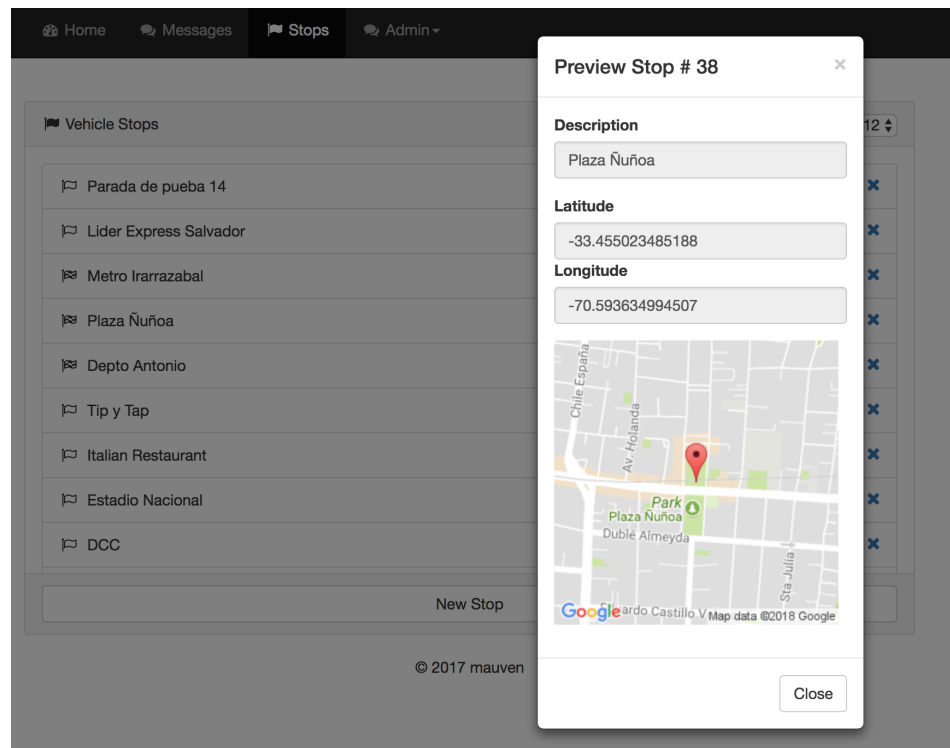 Home Messages Stops Admin
Preview Stop # 38 ×
Description
Plaza Ñuñoa
Latitude
-33.455023485188
Longitude
-70.593634994507
Chile España
Av. Holanda
Park
Plaza Ñuñoa
Dublé Almeyda
Sta Julia
Google
ardo Castillo V
Map data ©2018 Google
Close
Vehicle Stops 12
Parada de pueba 14
Lider Express Salvador
Metro Irarrazabal
Plaza Ñuñoa
Depto Antonio
Tip y Tap
Italian Restaurant
Estadio Nacional
DCC
New Stop
© 2017 mauven